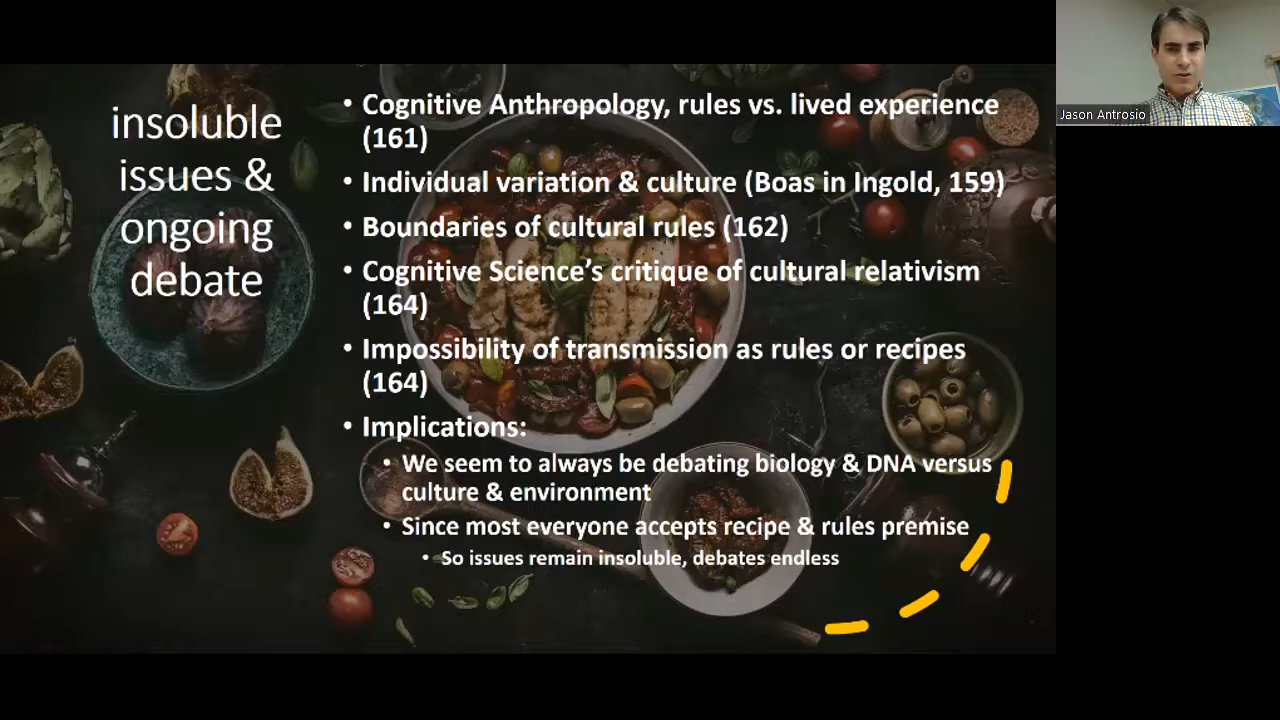 insoluble
issues &
ongoing
debate
• Cognitive Anthropology, rules vs. lived experience
(161)
• Individual variation & culture (Boas in Ingold, 159)
• Boundaries of cultural rules (162)
• Cognitive Science's critique of cultural relativism
(164)
• Impossibility of transmission as rules or recipes
(164)
• Implications:
• We seem to always be debating biology & DNA versus
culture & environment
• Since most everyone accepts recipe & rules premise
• So issues remain insoluble, debates endless
Jason Antrosio